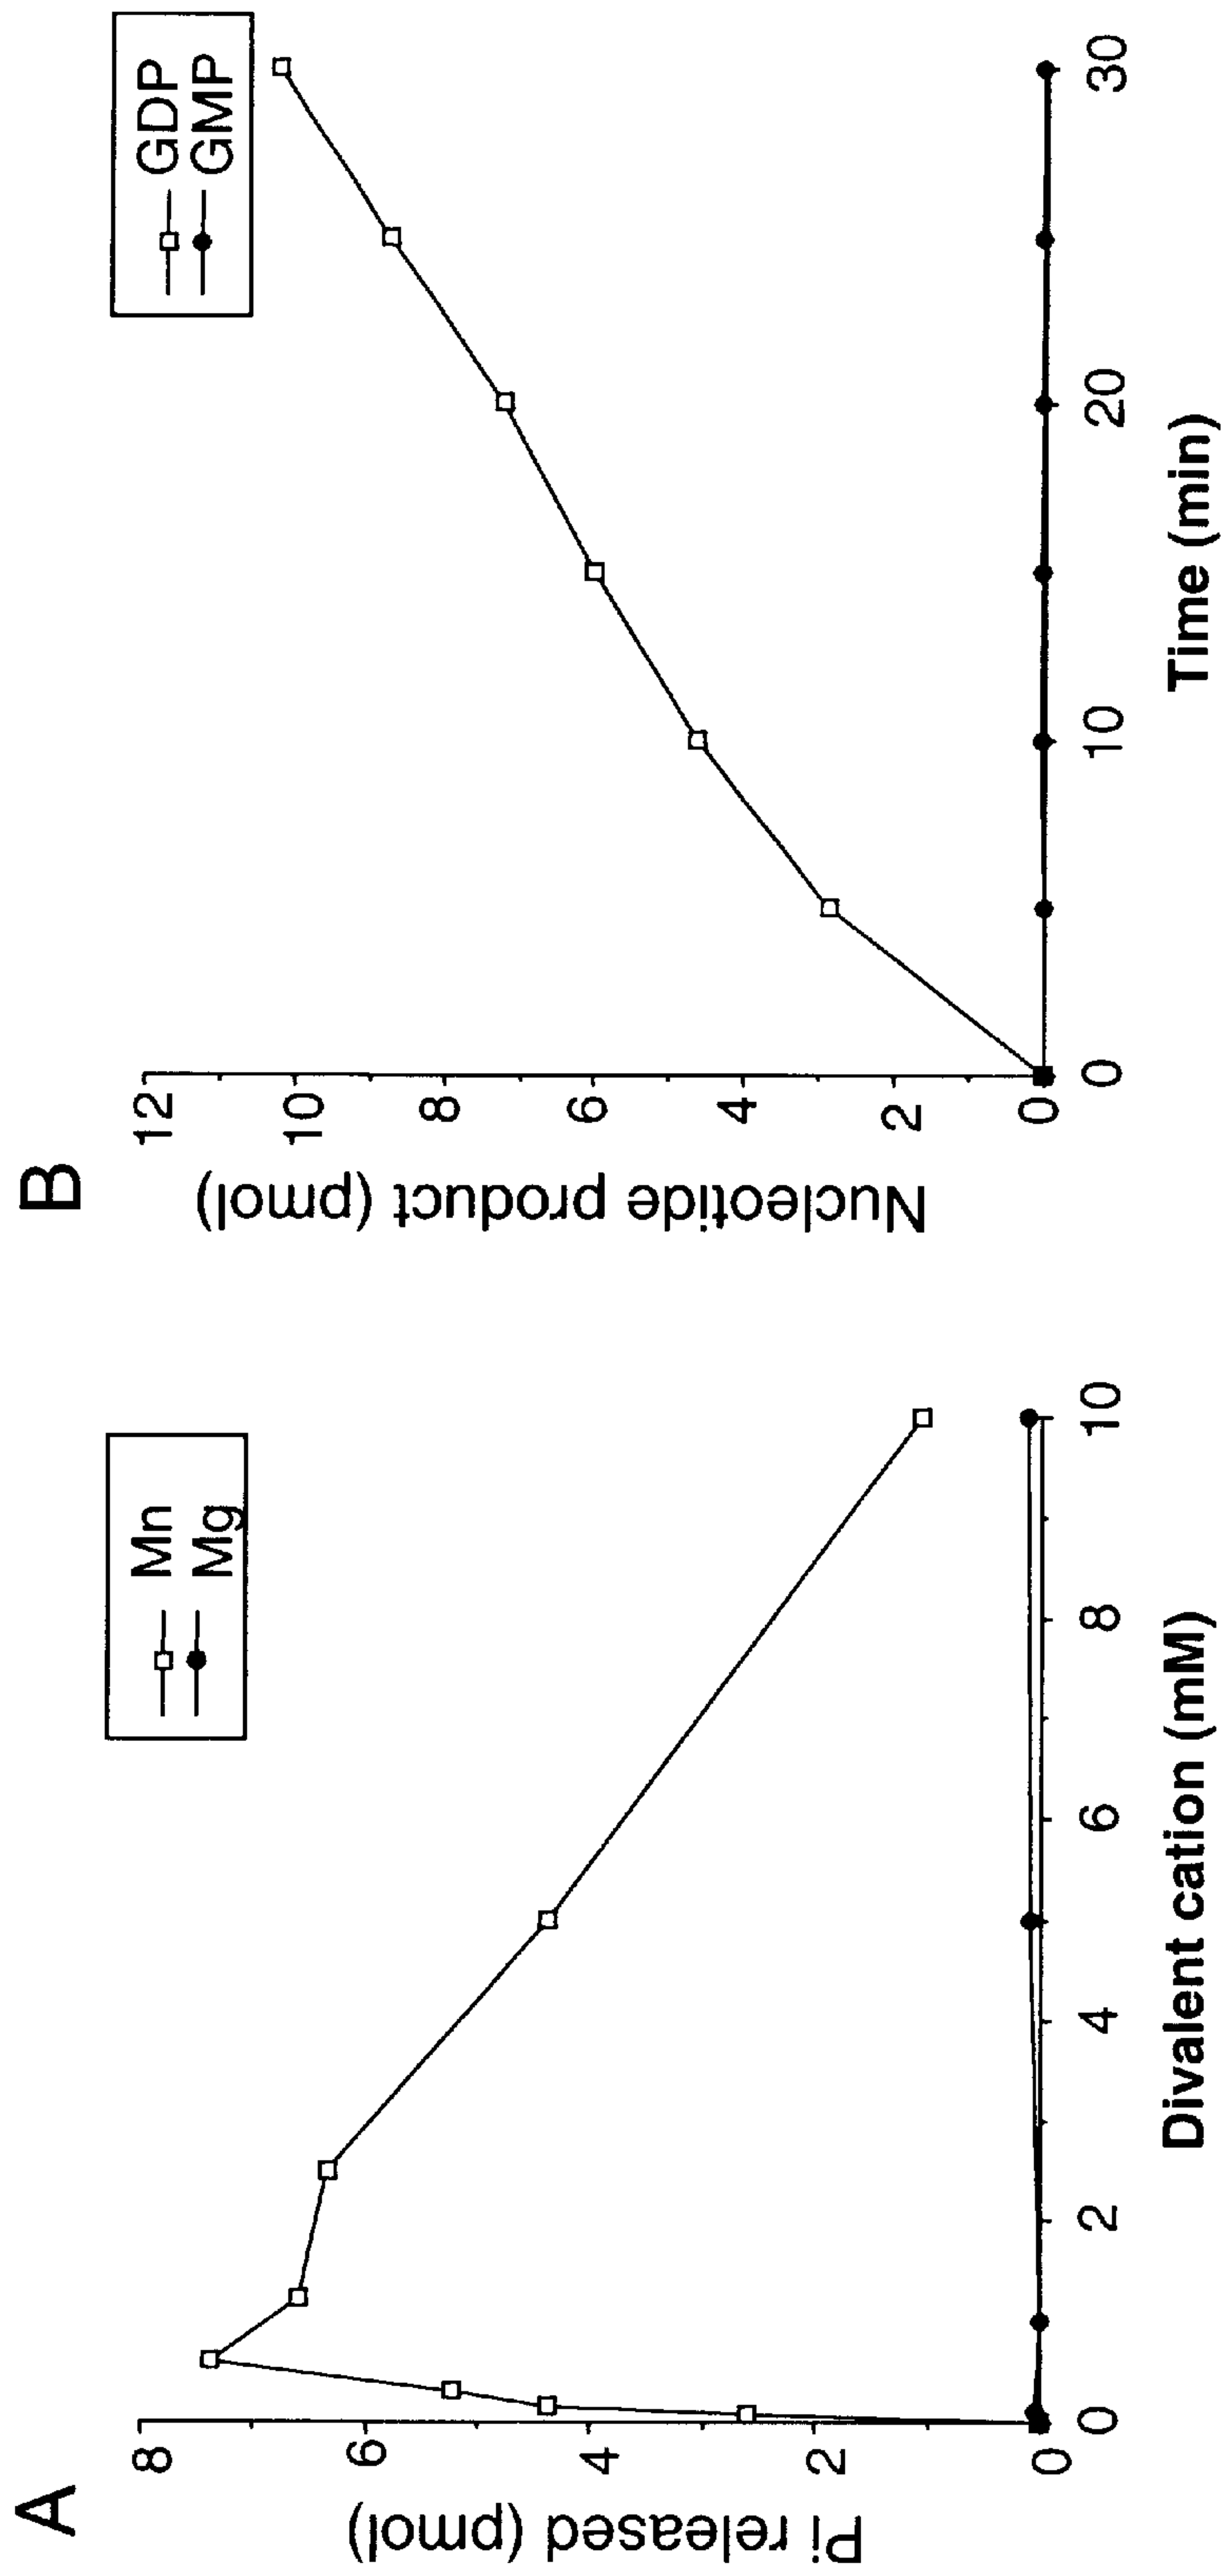 A
Mn
Mg
Pi released (pmol)
8
6
4
2
0
0
2
4
6
8
10
Divalent cation (mM)
B
GDP
GMP
Nucleotide product (pmol)
12
10
8
6
4
2
0
0
10
20
30
Time (min)